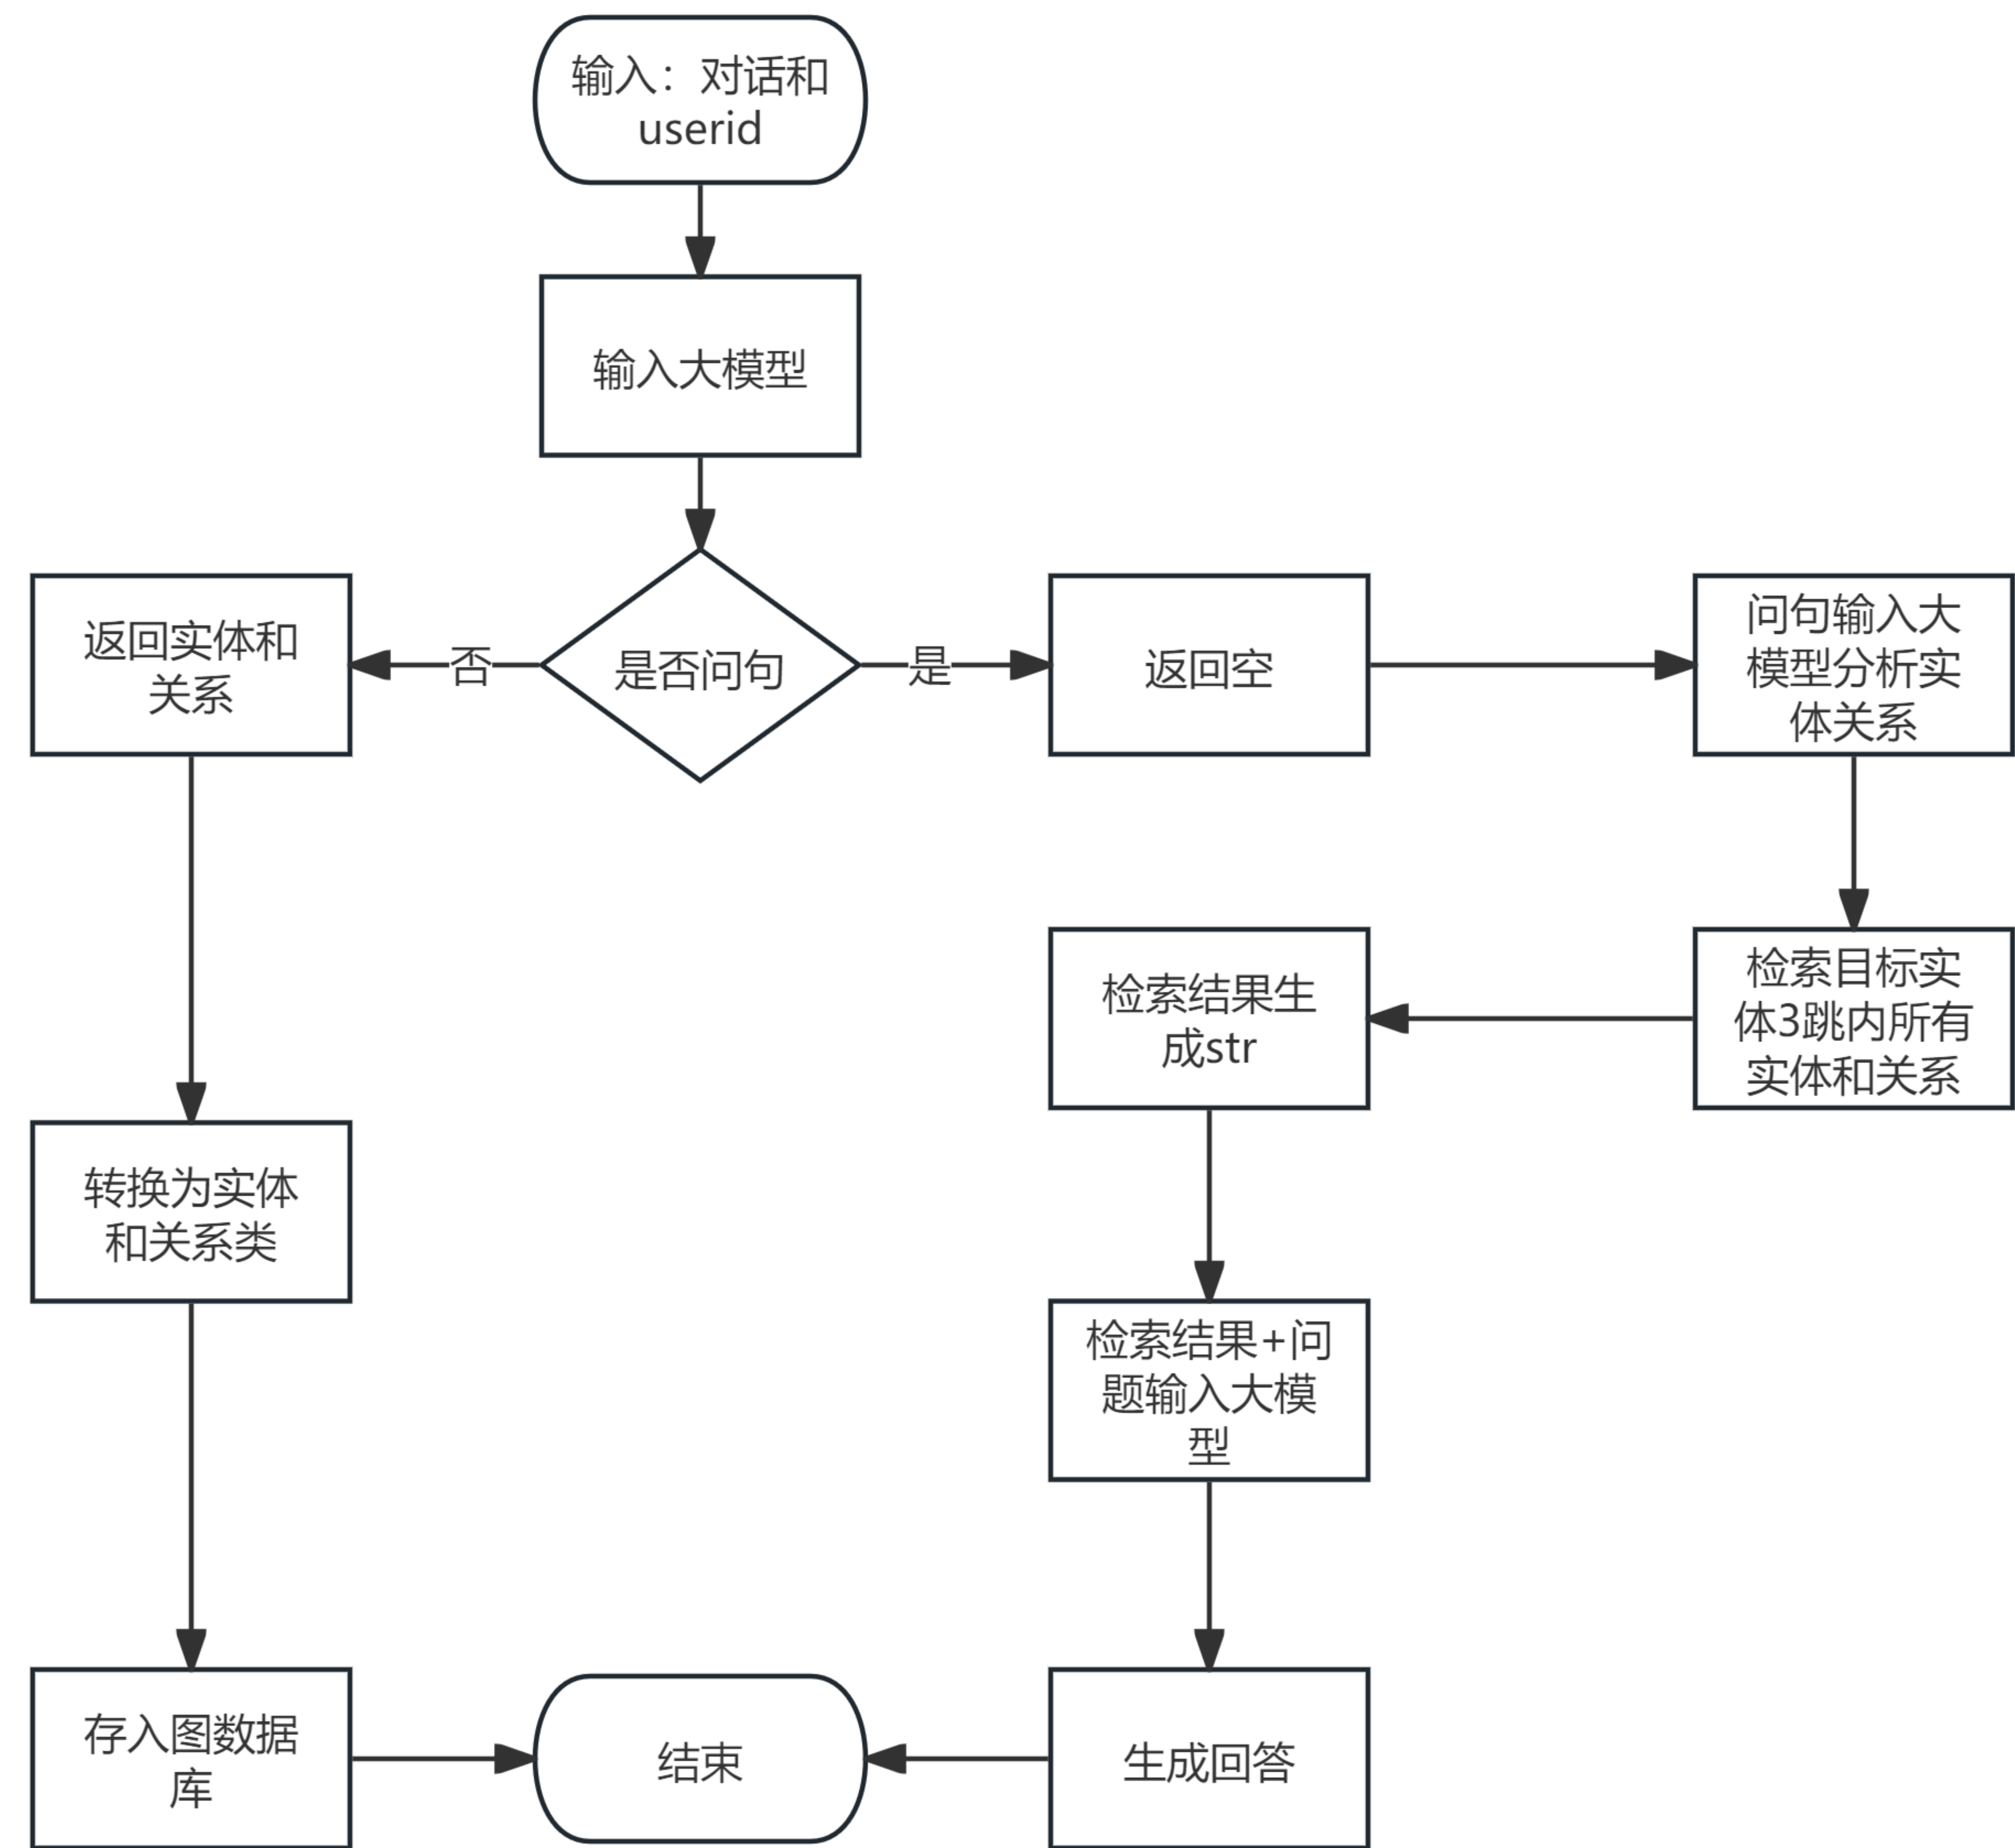 输入：对话和
userid
输入大模型
是否问句
否
是
返回实体和
关系
返回空
问句输入大
模型分析实
体关系
检索目标实
体3跳内所有
实体和关系
检索结果生
成str
转换为实体
和关系类
检索结果+问
题输入大模
型
存入图数据
库
结束
生成回答